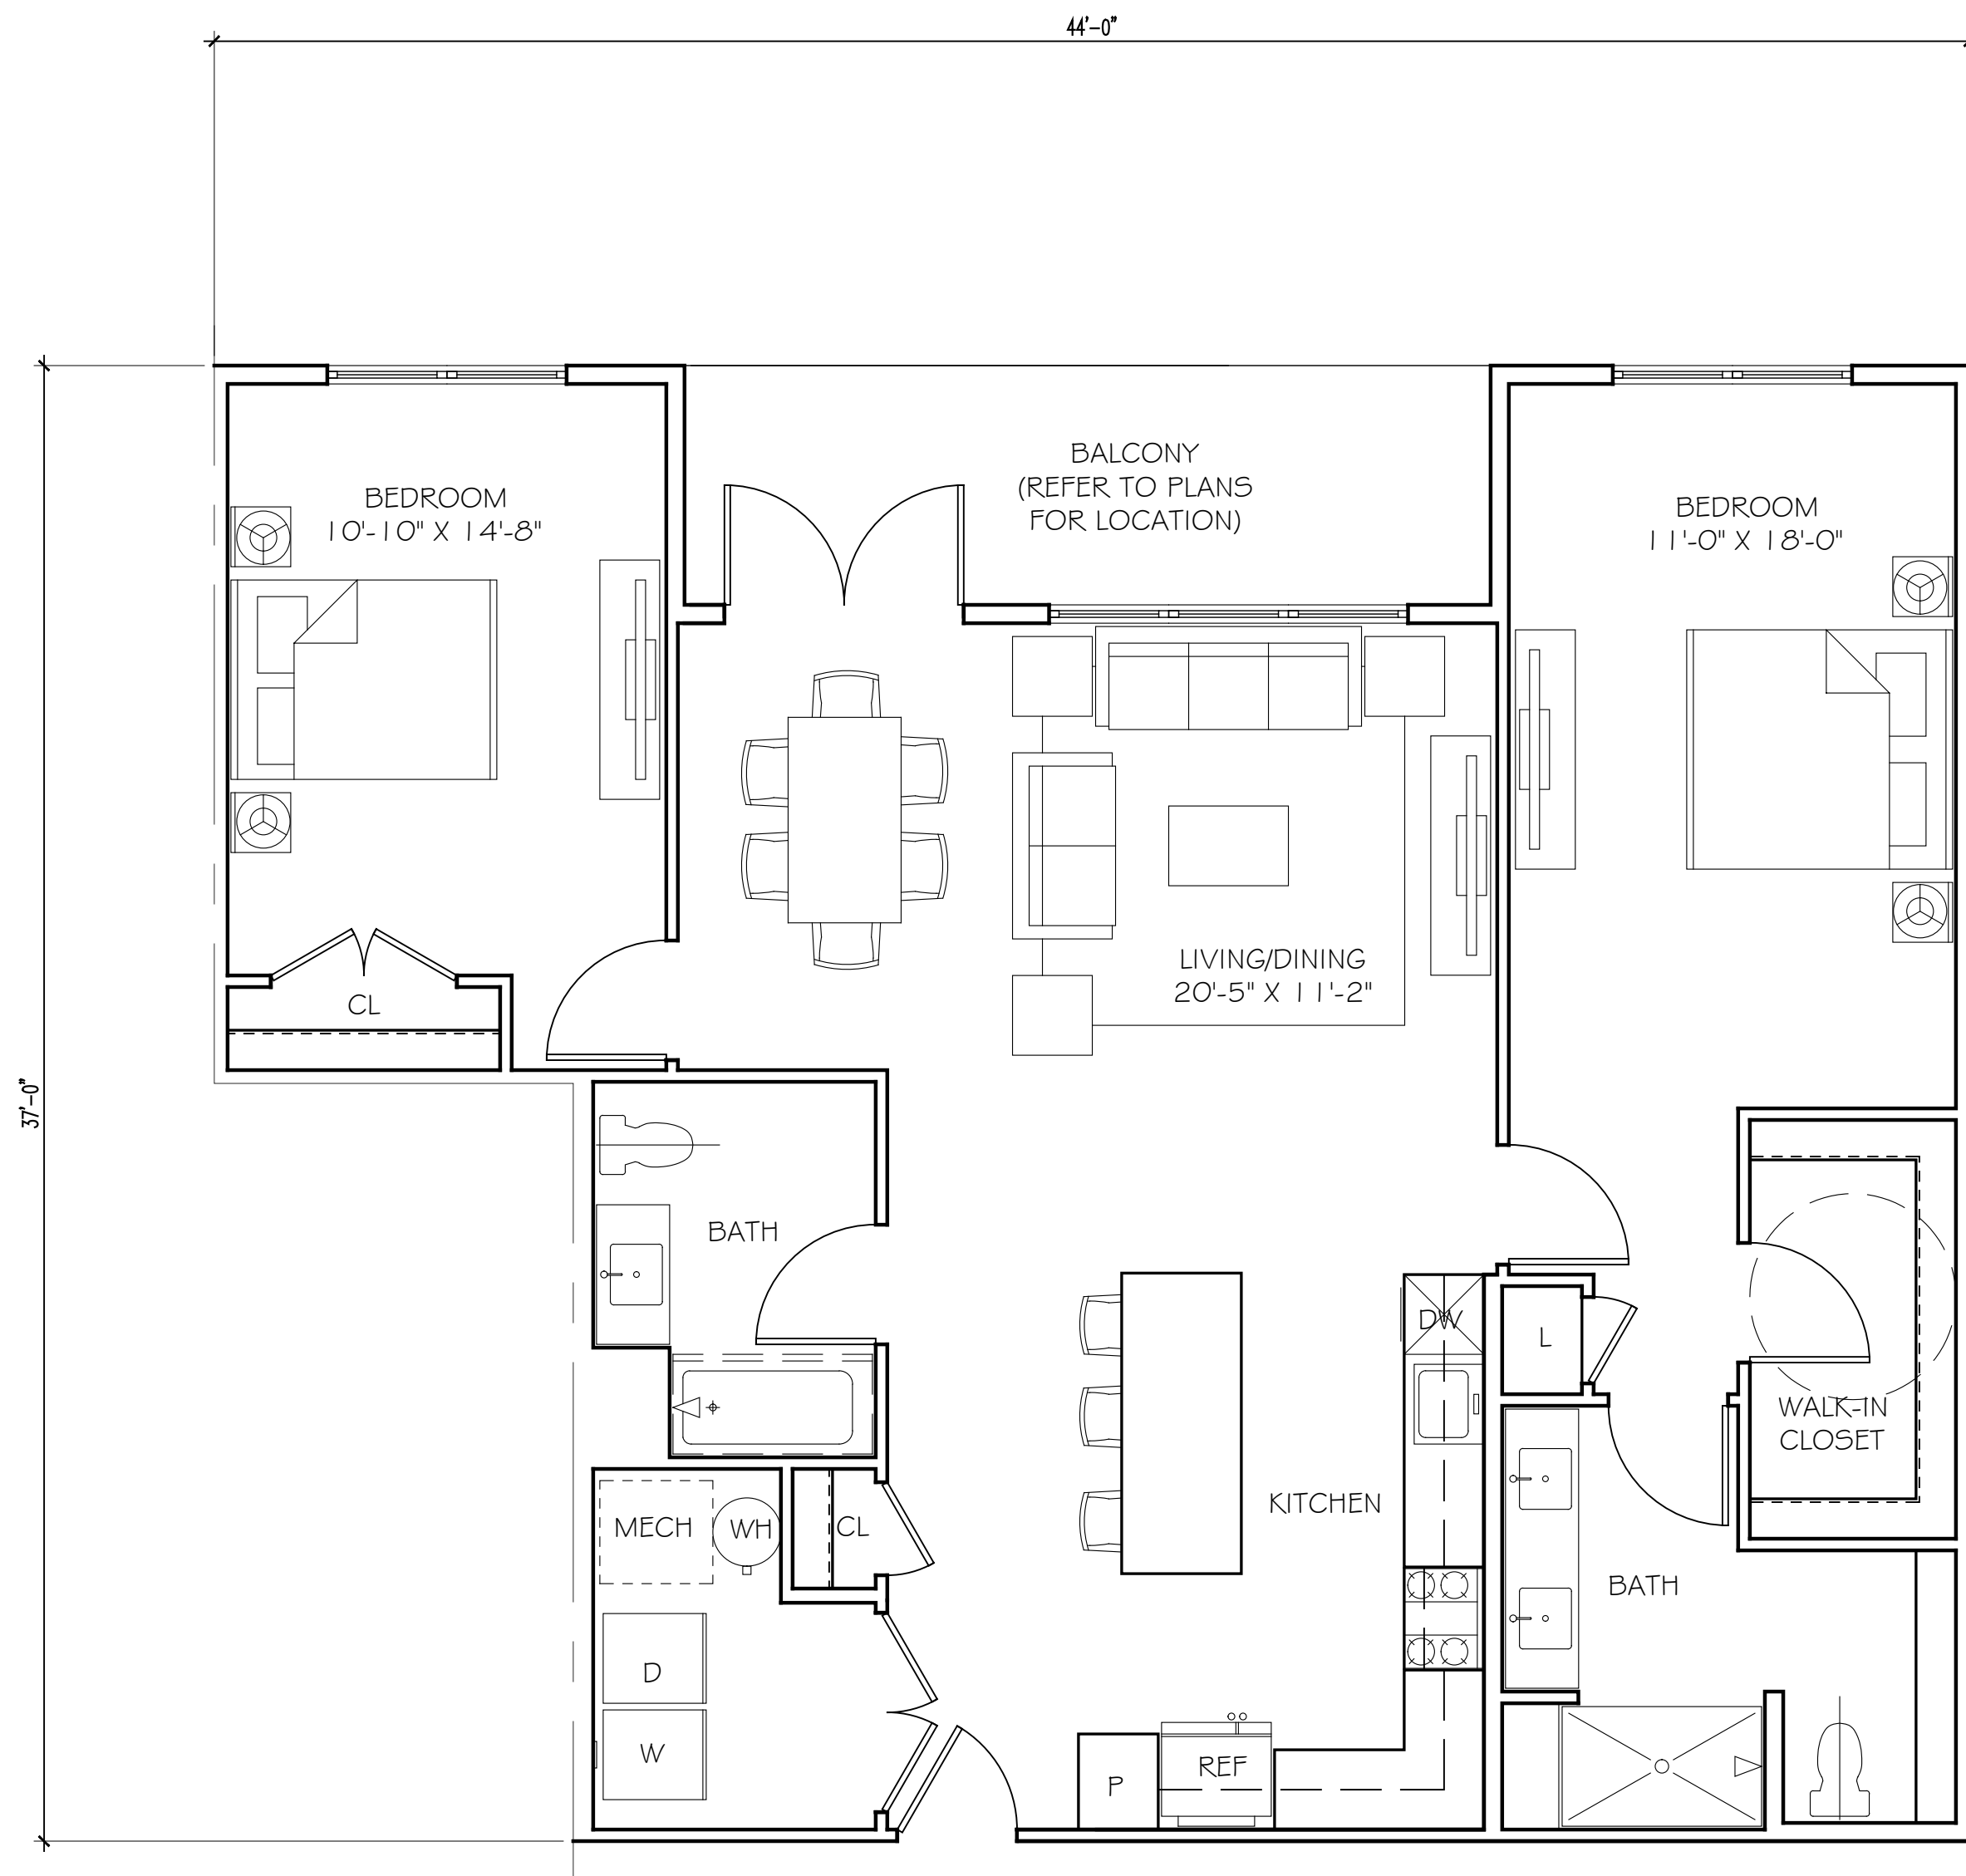 44'-0"
BALCONY
(REFER TO PLANS
FOR LOCATION)
BEDROOM
10'-10" X 14'-8"
BEDROOM
11'-0" X 18'-0"
LIVING/DINING
20'-5" X 11'-2"
CL
37'-0"
BATH
DW
L
WALK-IN
CLOSET
KITCHEN
MECH
WH
CL
BATH
D
W
REF
P